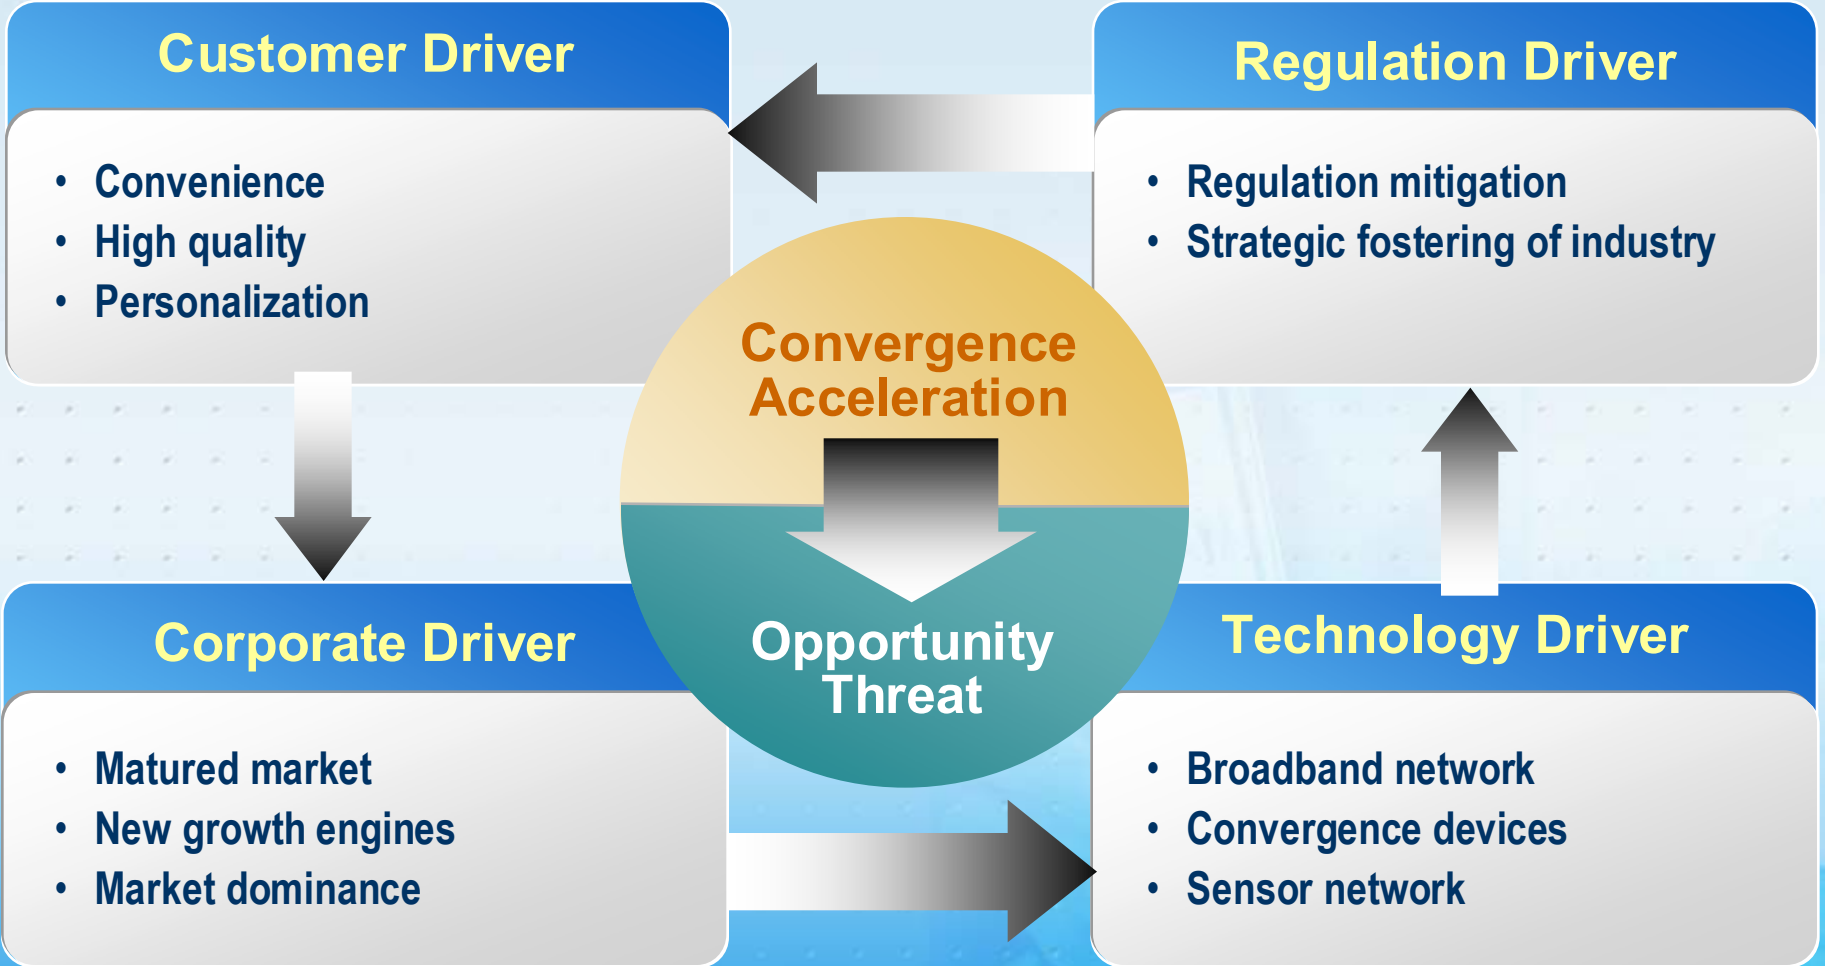 Customer Driver
• Convenience
• High quality
• Personalization
Regulation Driver
• Regulation mitigation
• Strategic fostering of industry
Convergence
Acceleration
Opportunity
Threat
Corporate Driver
• Matured market
• New growth engines
• Market dominance
Technology Driver
• Broadband network
• Convergence devices
• Sensor network